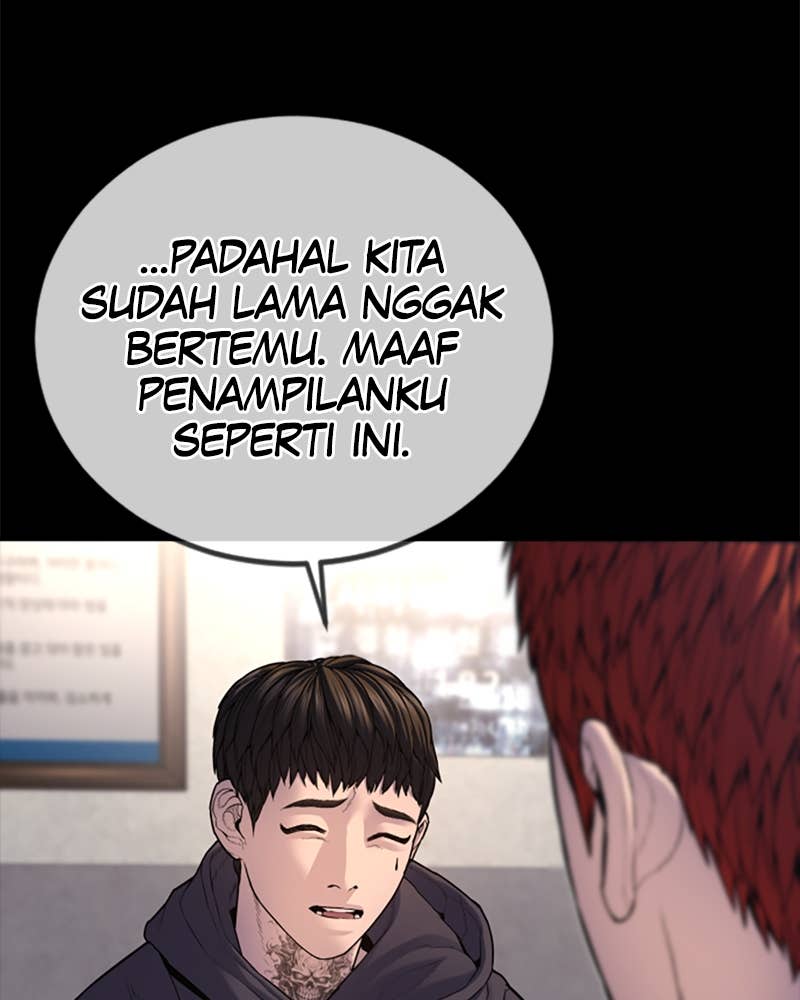 ...PADAHAL KITA
SUDAH LAMA NGGAK
BERTEMU. MAAF
PENAMPILANKU
SEPERTI INI.